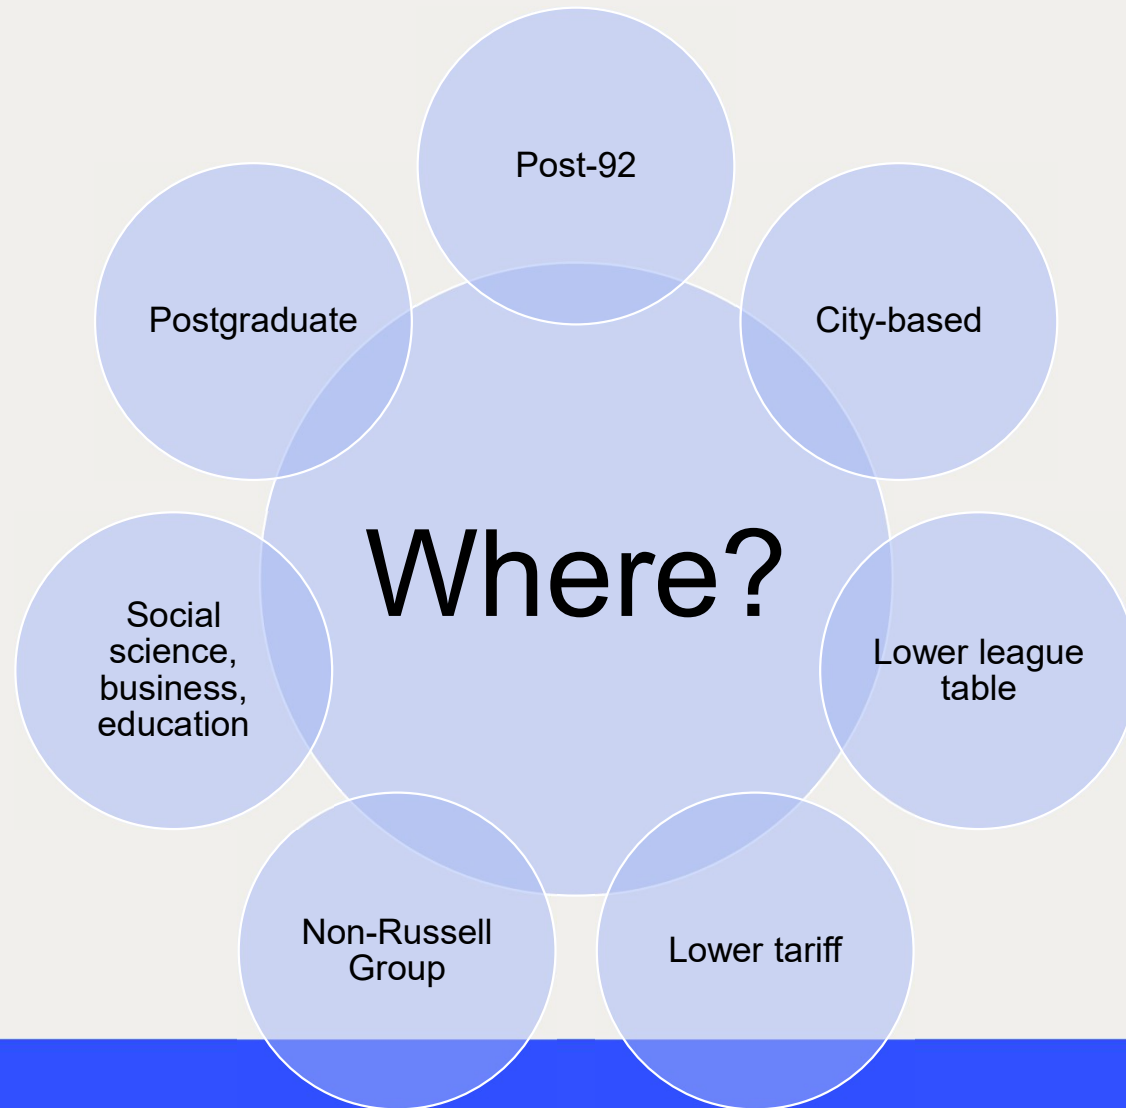 Post-92
Postgraduate
City-based
Where?
Social
science,
business,
education
Lower league
table
Non-Russell
Group
Lower tariff